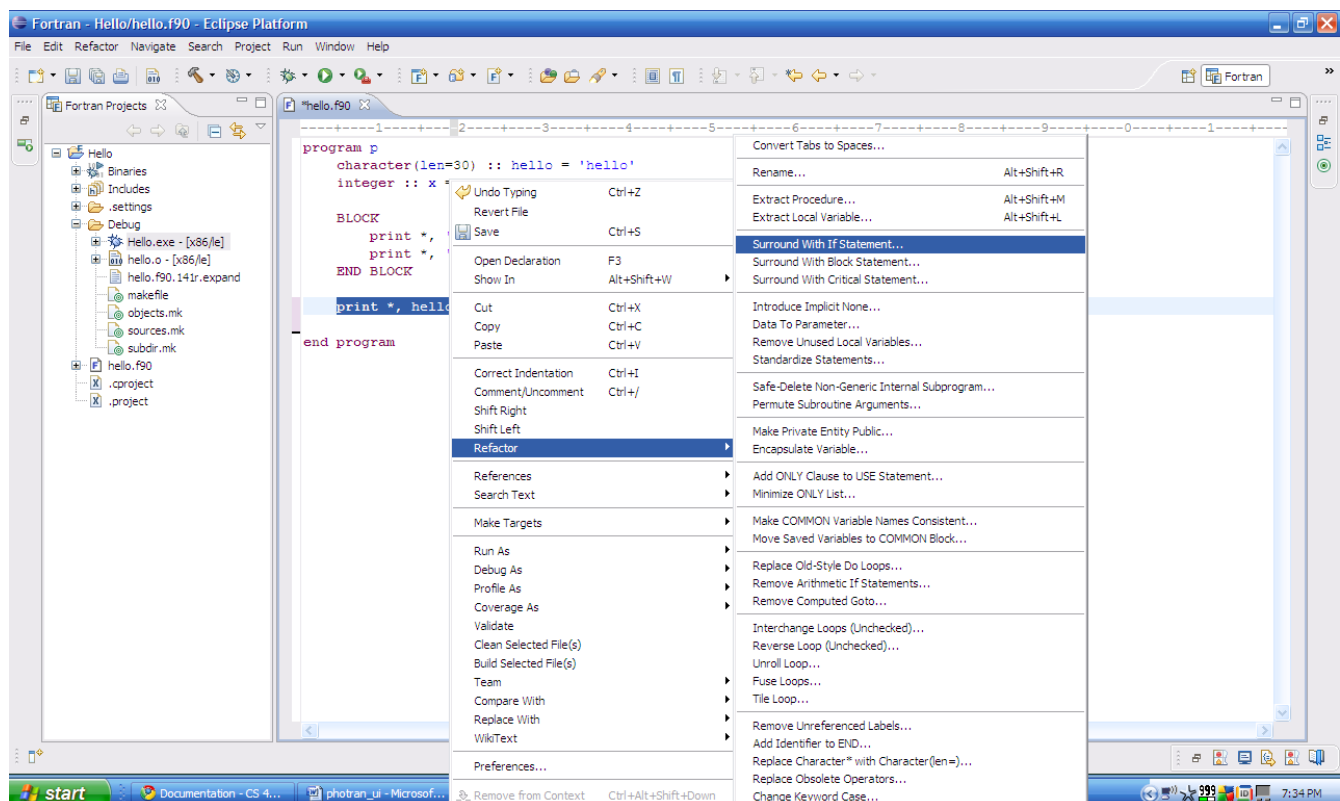 Fortran - Hello/hello.f90 - Eclipse Platform
File Edit Refactor Navigate Search Project Run Window Help
Fortran
»
Fortran Projects
*hello.f90
----+----1----+----2----+----3----+----4----+----5----+----6----+----7----+----8----+----9----+----0----+----1----+----
Hello
Binaries
Includes
.settings
Debug
Hello.exe - [x86/le]
hello.o - [x86/le]
hello.f90.141r.expand
makefile
objects.mk
sources.mk
subdir.mk
hello.f90
.cproject
.project
program p
character(len=30) :: hello = 'hello'
integer :: x =
BLOCK
print *, '
print *, '
END BLOCK
print *, hello
end program
Undo Typing Ctrl+Z
Revert File
Save Ctrl+S
Open Declaration F3
Show In Alt+Shift+W
Cut Ctrl+X
Copy Ctrl+C
Paste Ctrl+V
Correct Indentation Ctrl+I
Comment/Uncomment Ctrl+/
Shift Right
Shift Left
Refactor
References
Search Text
Make Targets
Run As
Debug As
Profile As
Coverage As
Validate
Clean Selected File(s)
Build Selected File(s)
Team
Compare With
Replace With
WikiText
Preferences...
Remove from Context Ctrl+Alt+Shift+Down
Convert Tabs to Spaces...
Rename... Alt+Shift+R
Extract Procedure... Alt+Shift+M
Extract Local Variable... Alt+Shift+L
Surround With If Statement...
Surround With Block Statement...
Surround With Critical Statement...
Introduce Implicit None...
Data To Parameter...
Remove Unused Local Variables...
Standardize Statements...
Safe-Delete Non-Generic Internal Subprogram...
Permute Subroutine Arguments...
Make Private Entity Public...
Encapsulate Variable...
Add ONLY Clause to USE Statement...
Minimize ONLY List...
Make COMMON Variable Names Consistent...
Move Saved Variables to COMMON Block...
Replace Old-Style Do Loops...
Remove Arithmetic If Statements...
Remove Computed Goto...
Interchange Loops (Unchecked)...
Reverse Loop (Unchecked)...
Unroll Loop...
Fuse Loops...
Tile Loop...
Remove Unreferenced Labels...
Add Identifier to END...
Replace Character* with Character(len=)...
Replace Obsolete Operators...
Change Keyword Case...
start
Documentation - CS 4...
photran_ui - Microsof...
999
7:34 PM